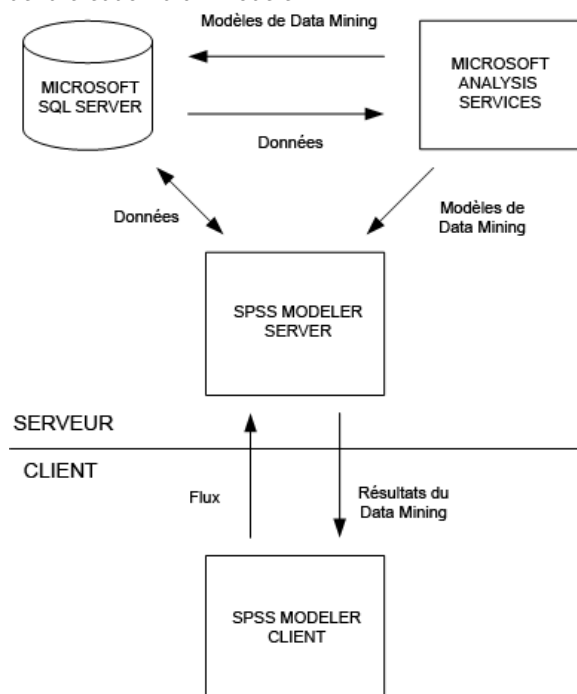 Modèles de Data Mining
MICROSOFT
SQL SERVER
MICROSOFT
ANALYSIS
SERVICES
Données
Données
Modèles de
Data Mining
SPSS MODELER
SERVER
SERVEUR
CLIENT
Flux
Résultats du
Data Mining
SPSS MODELER
CLIENT